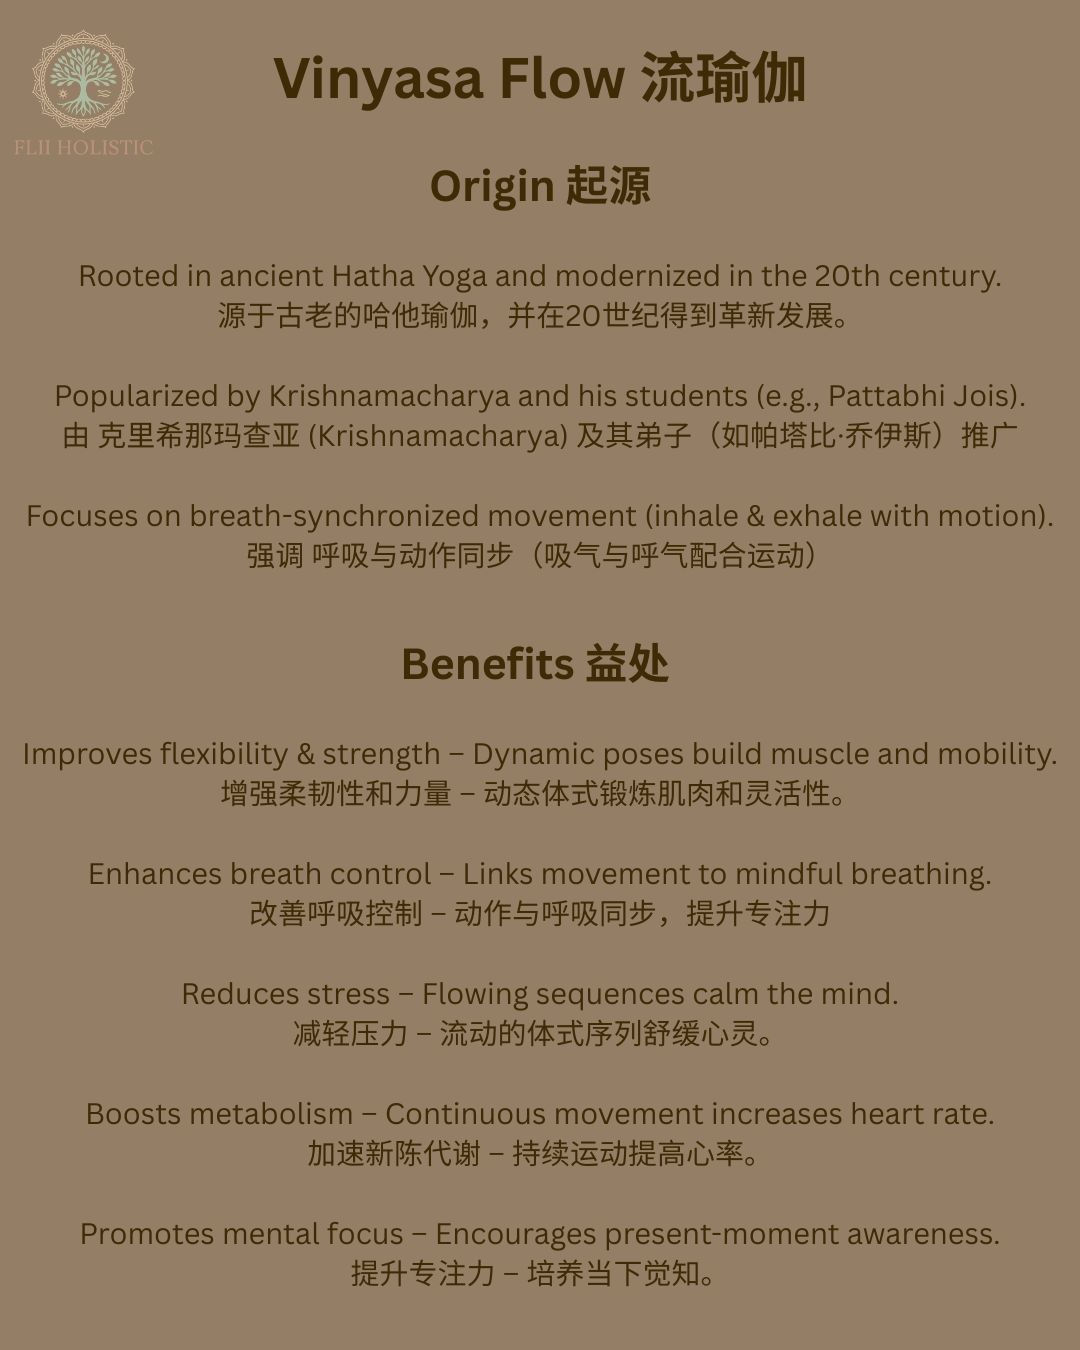 FLII HOLISTIC
Vinyasa Flow 流瑜伽
Origin 起源
Rooted in ancient Hatha Yoga and modernized in the 20th century.
源于古老的哈他瑜伽，并在20世纪得到革新发展。
Popularized by Krishnamacharya and his students (e.g., Pattabhi Jois).
由 克里希那玛查亚 (Krishnamacharya) 及其弟子（如帕塔比·乔伊斯）推广
Focuses on breath-synchronized movement (inhale & exhale with motion).
强调 呼吸与动作同步（吸气与呼气配合运动）
Benefits 益处
Improves flexibility & strength – Dynamic poses build muscle and mobility.
增强柔韧性和力量 – 动态体式锻炼肌肉和灵活性。
Enhances breath control – Links movement to mindful breathing.
改善呼吸控制 – 动作与呼吸同步，提升专注力
Reduces stress – Flowing sequences calm the mind.
减轻压力 – 流动的体式序列舒缓心灵。
Boosts metabolism – Continuous movement increases heart rate.
加速新陈代谢 – 持续运动提高心率。
Promotes mental focus – Encourages present-moment awareness.
提升专注力 – 培养当下觉知。